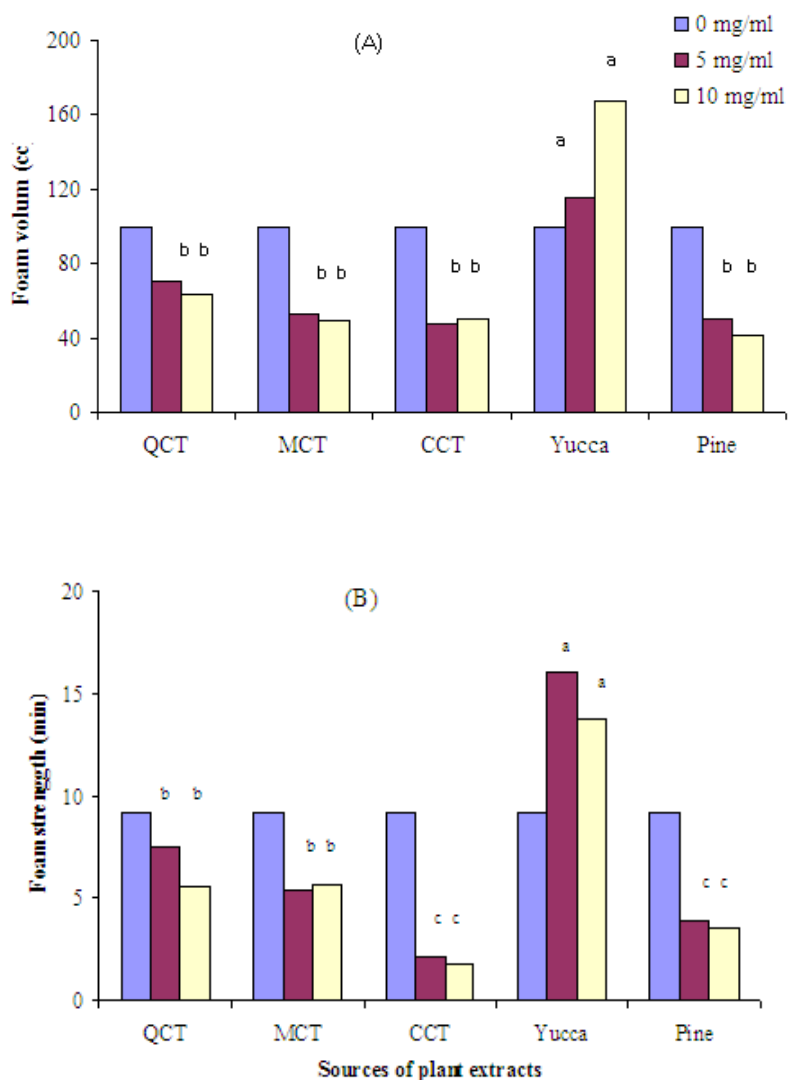 (A)
0 mg/ml
5 mg/ml
10 mg/ml
Foam volum (cc)
200
160
120
80
40
0
b b
b b
b b
a
a
b b
QCT MCT CCT Yucca Pine
(B)
Foam strenggth (min)
20
15
10
5
0
b b
b b
c c
a
a
c c
QCT MCT CCT Yucca Pine
Sources of plant extracts